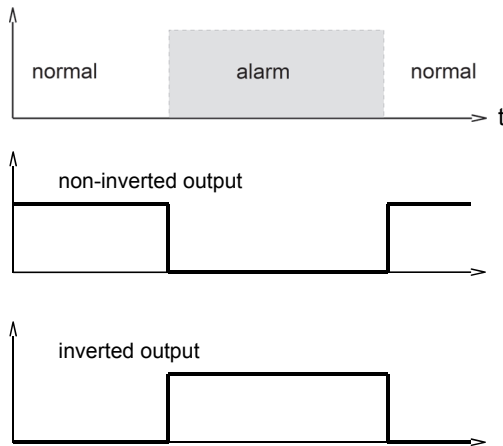 normal alarm normal
t
non-inverted output
inverted output